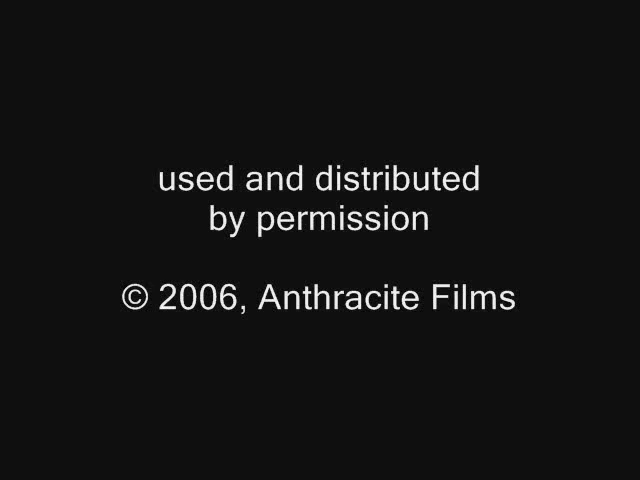 used and distributed
by permission
© 2006, Anthracite Films